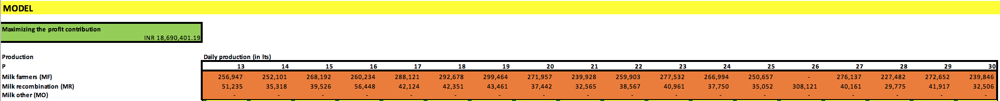 MODEL
Maximizing the profit contribution
INR 18,690,401.19
Production Daily production (in lts)
P 13 14 15 16 17 18 19 20 21 22 23 24 25 26 27 28 29 30
Milk farmers (MF) 256,947 252,101 268,192 260,234 288,121 292,678 299,464 271,957 239,928 259,903 277,532 266,994 250,657 - 276,137 227,482 272,652 239,846
Milk recombination (MR) 51,235 35,318 39,526 56,448 42,124 42,351 43,461 37,442 32,565 38,567 40,961 37,750 35,052 308,121 40,161 29,775 41,917 32,506
Milk other (MO) - - - - - - - - - - - - - - - - - -